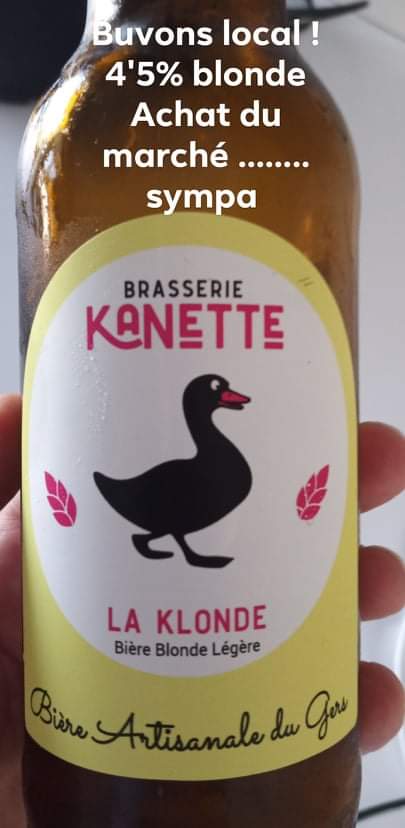 Buvons local !
4'5% blonde
Achat du
marché ........
sympa
BRASSERIE
KANETTE
LA KLONDE
Bière Blonde Légère
Bière Artisanale du Gers